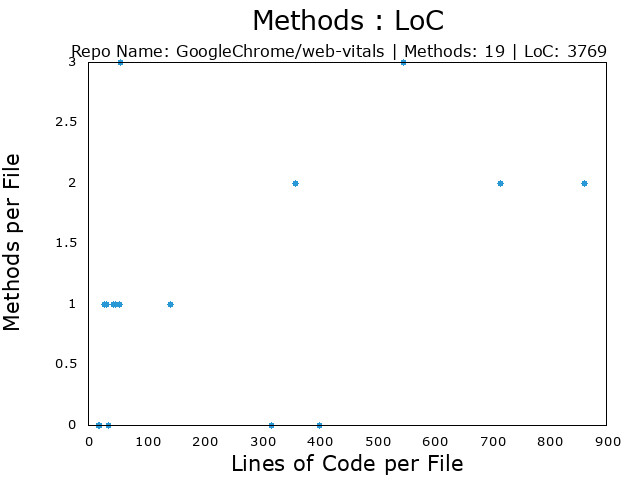 Methods : LoC
Repo Name: GoogleChrome/web-vitals | Methods: 19 | LoC: 3769
3
2.5
2
1.5
1
0.5
0
Methods per File
0 100 200 300 400 500 600 700 800 900
Lines of Code per File